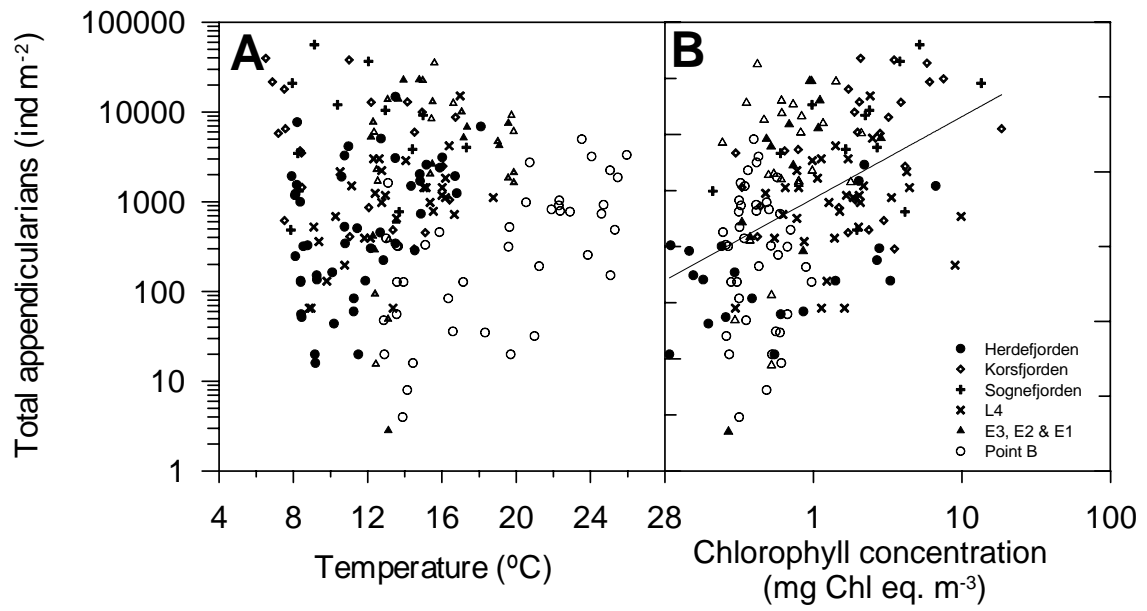 Total appendicularians (ind m-2)
100000
10000
1000
100
10
1
A
B
Herdefjorden
Korsfjorden
Sognefjorden
L4
E3, E2 & E1
Point B
4 8 12 16 20 24 28
1 10 100
Temperature (ºC)
Chlorophyll concentration
(mg Chl eq. m-3)